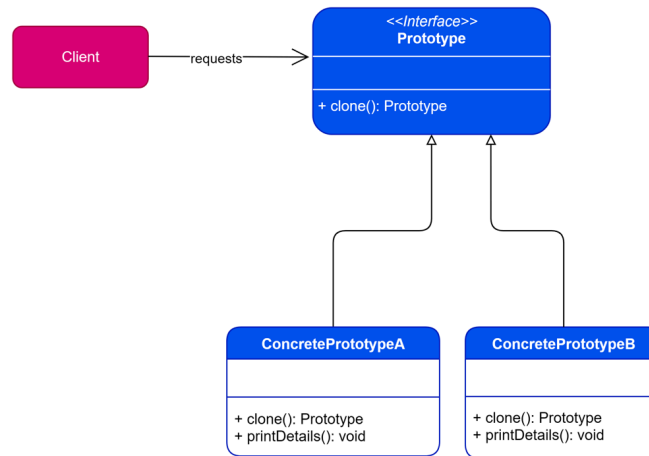 <<Interface>>
Prototype
Client
requests
+ clone(): Prototype
ConcretePrototypeA
ConcretePrototypeB
+ clone(): Prototype
+ printDetails(): void
+ clone(): Prototype
+ printDetails(): void